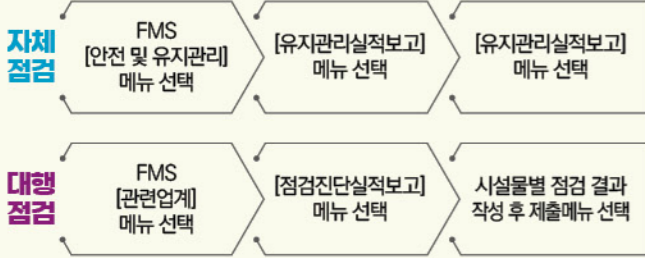 자체
점검
FMS
[안전 및 유지관리]
메뉴 선택
[유지관리실적보고]
메뉴 선택
[유지관리실적보고]
메뉴 선택
대행
점검
FMS
[관련업계]
메뉴 선택
[점검진단실적보고]
메뉴 선택
시설물별 점검 결과
작성 후 제출메뉴 선택